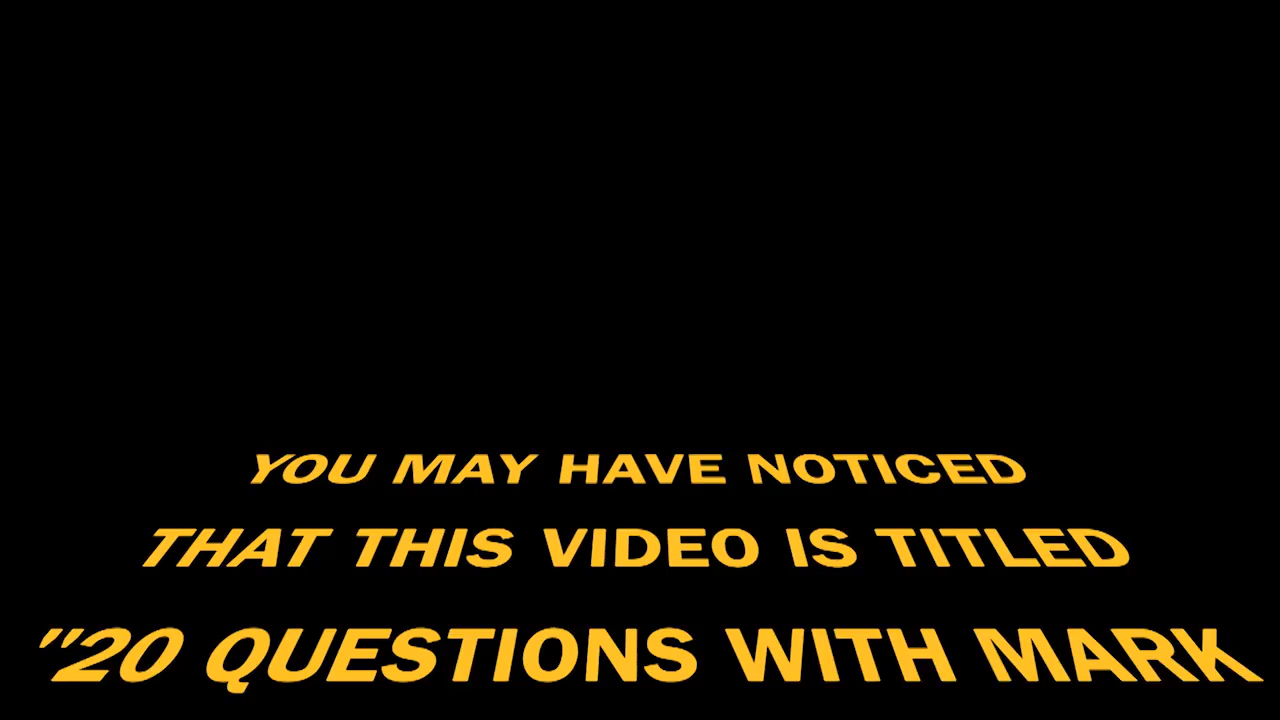 YOU MAY HAVE NOTICED
THAT THIS VIDEO IS TITLED
"20 QUESTIONS WITH MARK